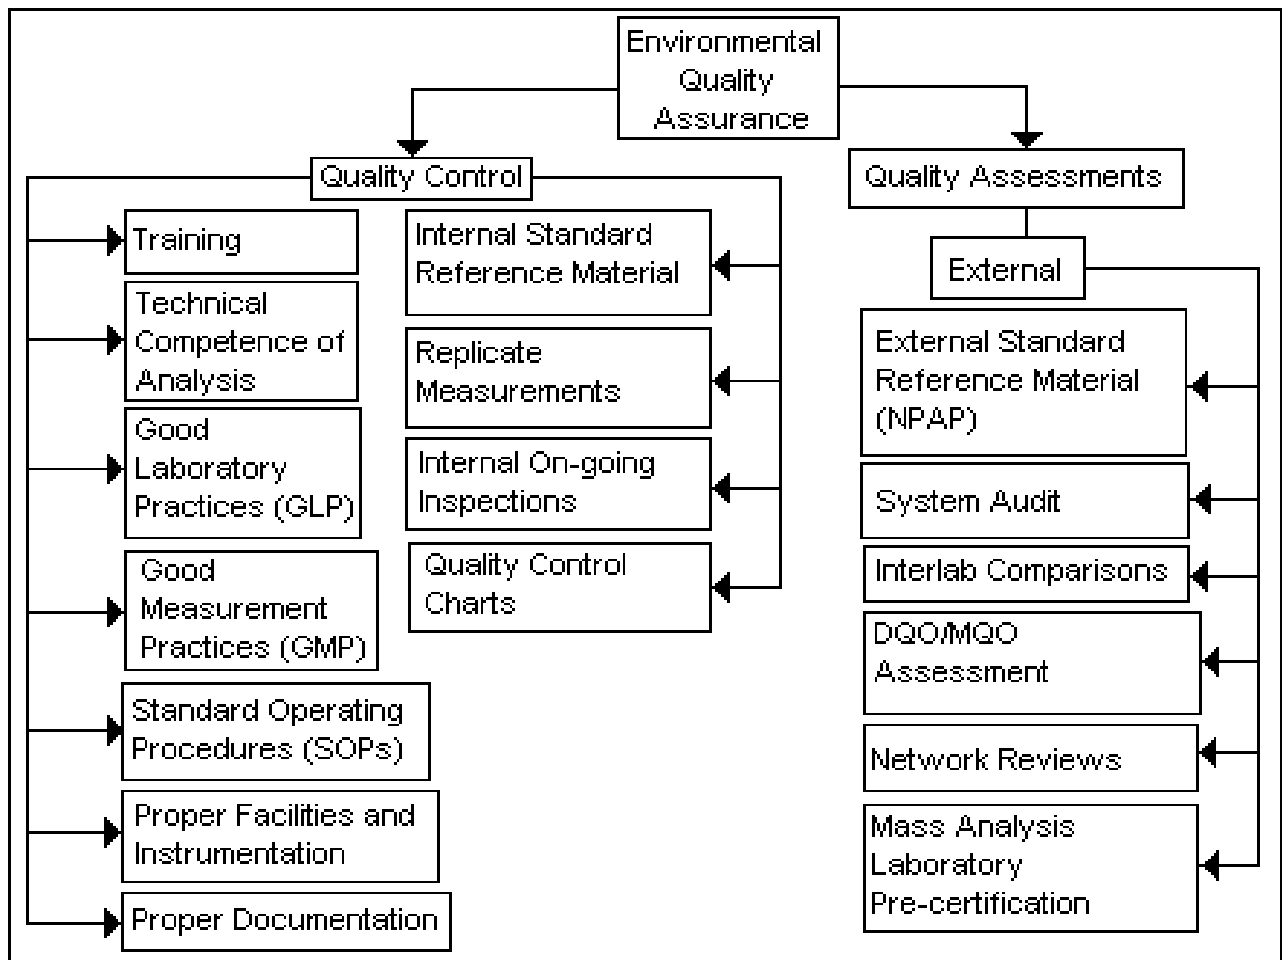 Environmental
Quality
Assurance
Quality Control
Quality Assessments
External
Training
Technical
Competence of
Analysis
Good
Laboratory
Practices (GLP)
Good
Measurement
Practices (GMP)
Standard Operating
Procedures (SOPs)
Proper Facilities and
Instrumentation
Proper Documentation
Internal Standard
Reference Material
Replicate
Measurements
Internal On-going
Inspections
Quality Control
Charts
External Standard
Reference Material
(NPAP)
System Audit
Interlab Comparisons
DQO/MQO
Assessment
Network Reviews
Mass Analysis
Laboratory
Pre-certification